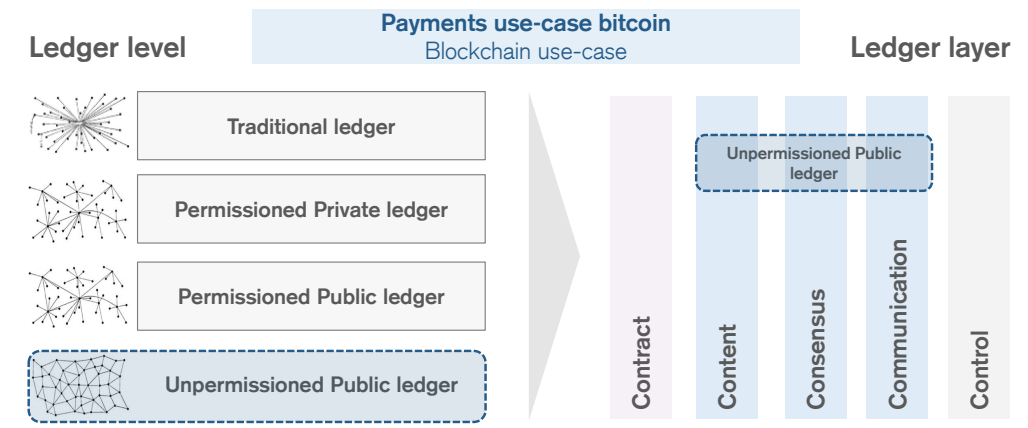 Payments use-case bitcoin
Blockchain use-case
Ledger level
Ledger layer
Traditional ledger
Permissioned Private ledger
Permissioned Public ledger
Unpermissioned Public ledger
Unpermissioned Public
ledger
Contract
Content
Consensus
Communication
Control